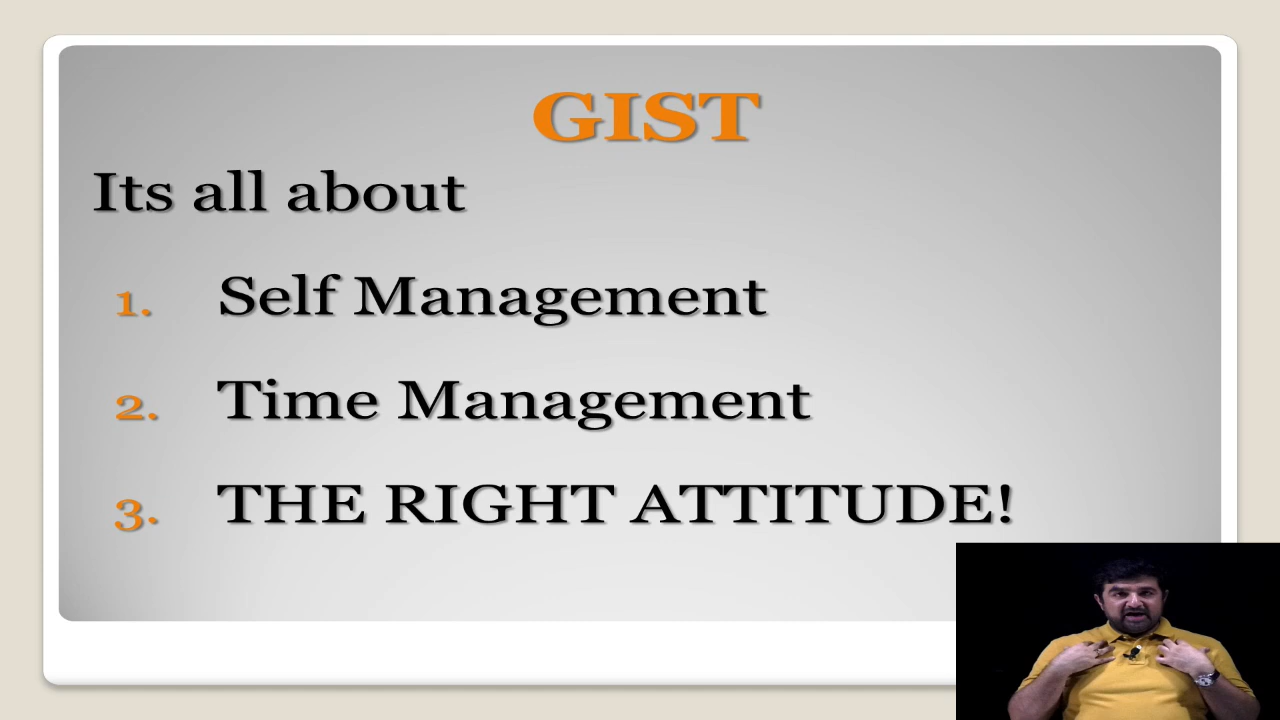 GIST
Its all about
1. Self Management
2. Time Management
3. THE RIGHT ATTITUDE!